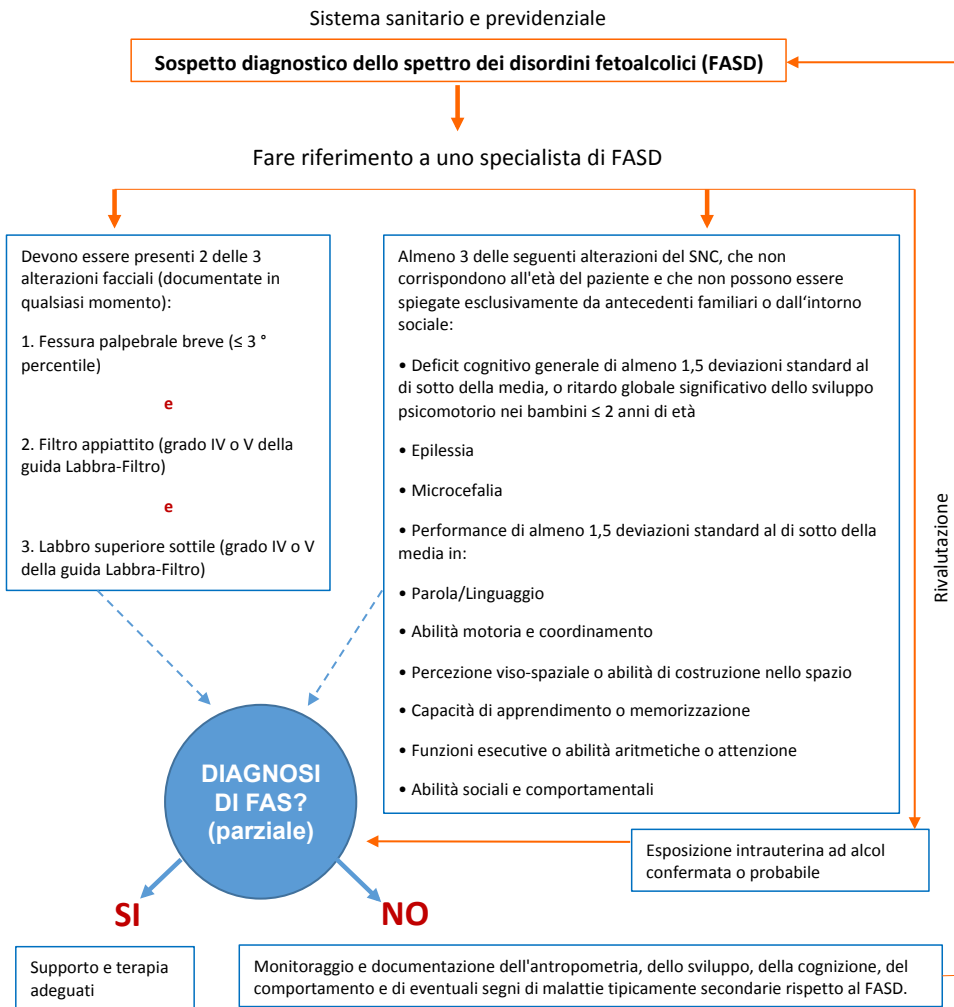 Sistema sanitario e previdenziale
Sospetto diagnostico dello spettro dei disordini fetoalcolici (FASD)
Fare riferimento a uno specialista di FASD
Devono essere presenti 2 delle 3
alterazioni facciali (documentate in
qualsiasi momento):
1. Fessura palpebrale breve (≤ 3 °
percentile)
e
2. Filtro appiattito (grado IV o V della
guida Labbra-Filtro)
e
3. Labbro superiore sottile (grado IV o V
della guida Labbra-Filtro)
Almeno 3 delle seguenti alterazioni del SNC, che non
corrispondono all'età del paziente e che non possono essere
spiegate esclusivamente da antecedenti familiari o dall‘intorno
sociale:
• Deficit cognitivo generale di almeno 1,5 deviazioni standard al
di sotto della media, o ritardo globale significativo dello sviluppo
psicomotorio nei bambini ≤ 2 anni di età
• Epilessia
• Microcefalia
• Performance di almeno 1,5 deviazioni standard al di sotto della
media in:
• Parola/Linguaggio
• Abilità motoria e coordinamento
• Percezione viso-spaziale o abilità di costruzione nello spazio
• Capacità di apprendimento o memorizzazione
• Funzioni esecutive o abilità aritmetiche o attenzione
• Abilità sociali e comportamentali
Rivalutazione
DIAGNOSI
DI FAS?
(parziale)
Esposizione intrauterina ad alcol
confermata o probabile
SI
NO
Supporto e terapia
adeguati
Monitoraggio e documentazione dell'antropometria, dello sviluppo, della cognizione, del
comportamento e di eventuali segni di malattie tipicamente secondarie rispetto al FASD.